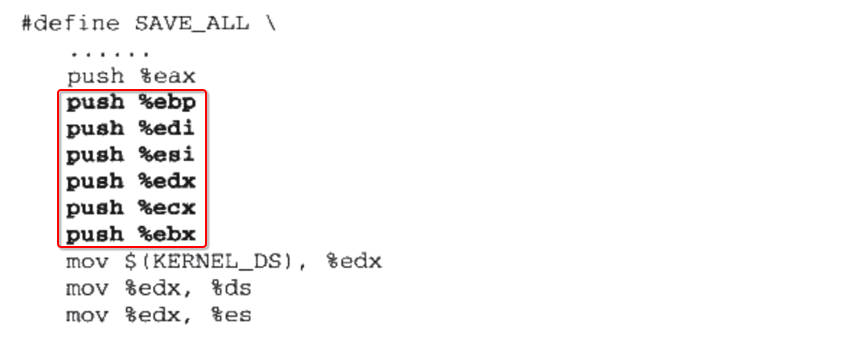 #define SAVE_ALL \
......
push %eax
push %ebp
push %edi
push %esi
push %edx
push %ecx
push %ebx
mov $(KERNEL_DS), %edx
mov %edx, %ds
mov %edx, %es